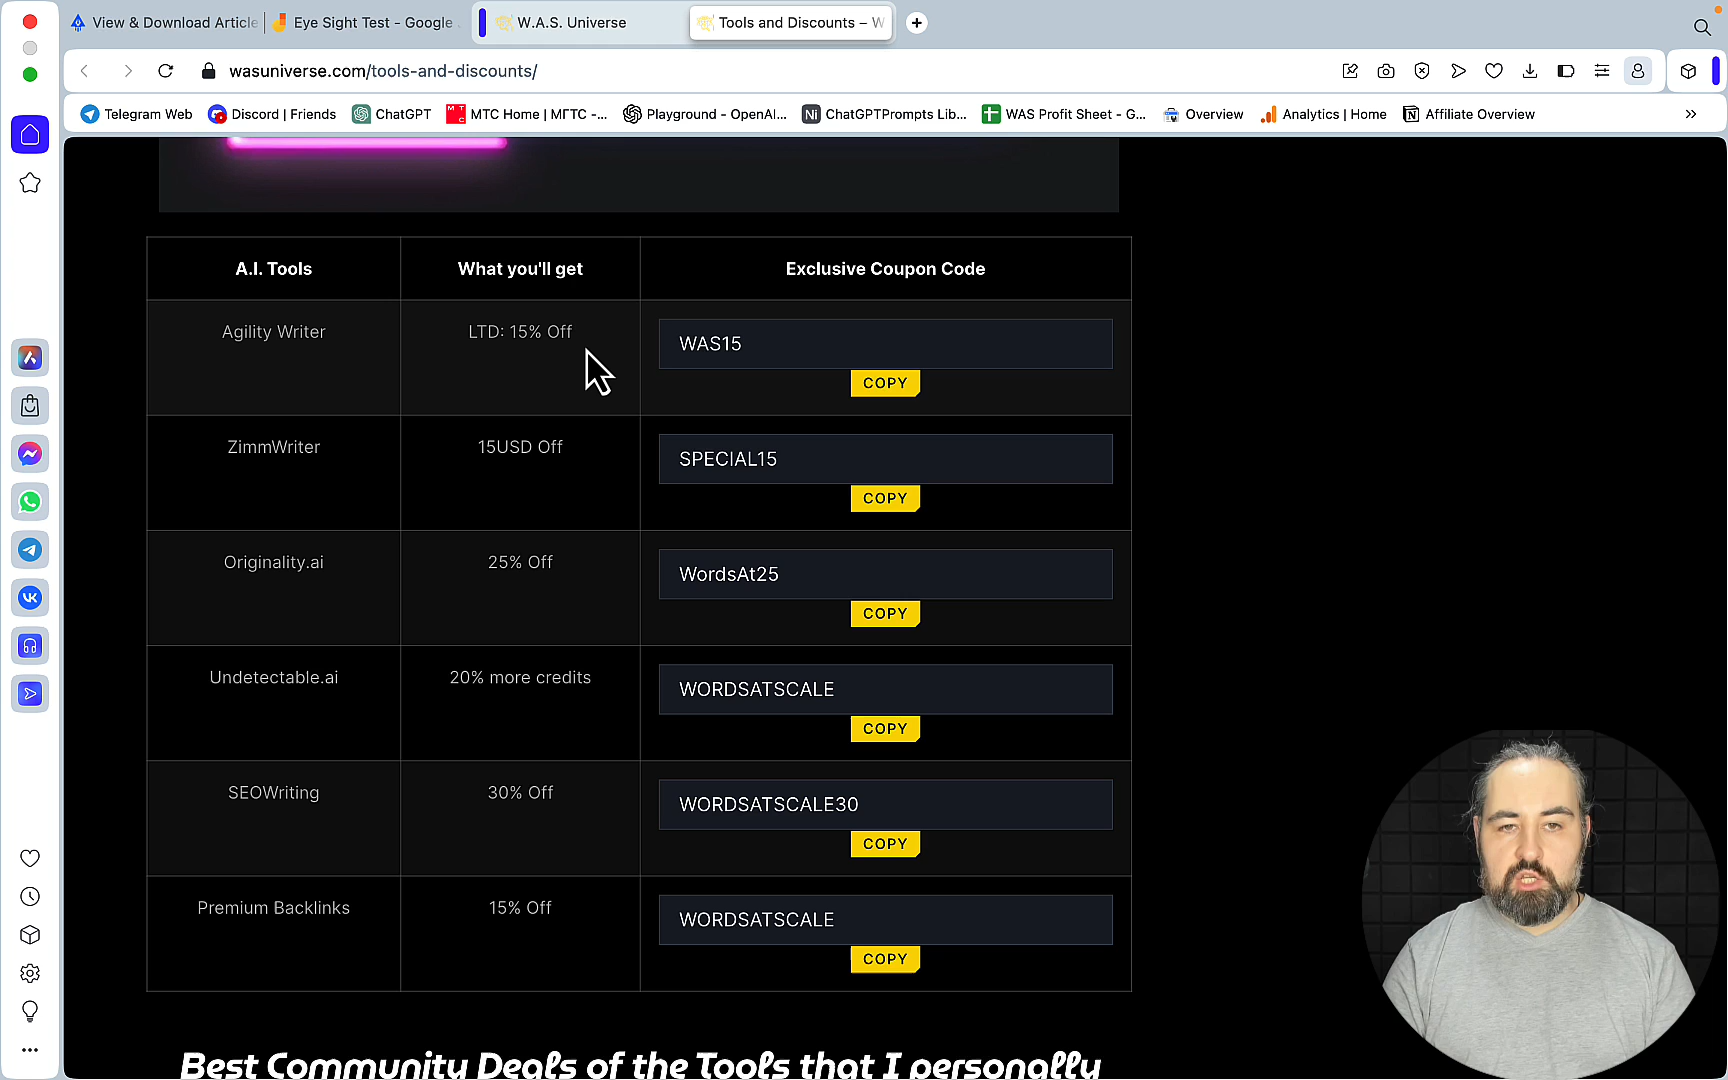 View & Download Article
Eye Sight Test - Google
W.A.S. Universe
Tools and Discounts – W
wasuniverse.com/tools-and-discounts/
Telegram Web
Discord | Friends
ChatGPT
МТС Home | МГТС -...
Playground - OpenAI...
Ni
ChatGPTPrompts Lib...
WAS Profit Sheet - G...
Overview
Analytics | Home
Affiliate Overview
A.I. Tools
What you'll get
Exclusive Coupon Code
Agility Writer
LTD: 15% Off
WAS15
COPY
ZimmWriter
15USD Off
SPECIAL15
COPY
Originality.ai
25% Off
WordsAt25
COPY
Undetectable.ai
20% more credits
WORDSATSCALE
COPY
SEOWriting
30% Off
WORDSATSCALE30
COPY
Premium Backlinks
15% Off
WORDSATSCALE
COPY
Best Community Deals of the Tools that I personally